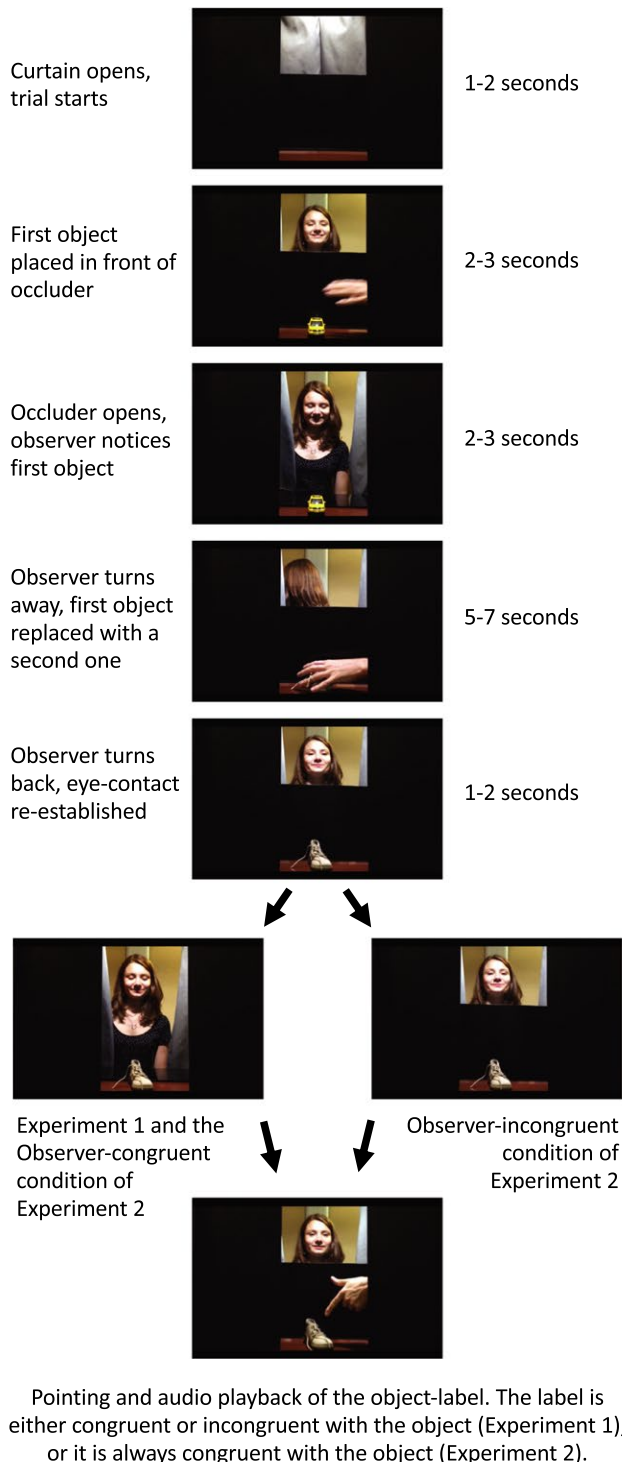 Curtain opens,
trial starts
1-2 seconds
First object
placed in front of
occluder
2-3 seconds
Occluder opens,
observer notices
first object
2-3 seconds
Observer turns
away, first object
replaced with a
second one
5-7 seconds
Observer turns
back, eye-contact
re-established
1-2 seconds
Experiment 1 and the
Observer-congruent
condition of
Experiment 2
Observer-incongruent
condition of
Experiment 2
Pointing and audio playback of the object-label. The label is
either congruent or incongruent with the object (Experiment 1),
or it is always congruent with the object (Experiment 2).